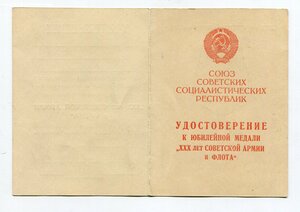 СОЮЗ
СОВЕТСКИХ
СОЦИАЛИСТИЧЕСКИХ
РЕСПУБЛИК
УДОСТОВЕРЕНИЕ
К ЮБИЛЕЙНОЙ МЕДАЛИ
„XXX ЛЕТ СОВЕТСКОЙ АРМИИ
И ФЛОТА“